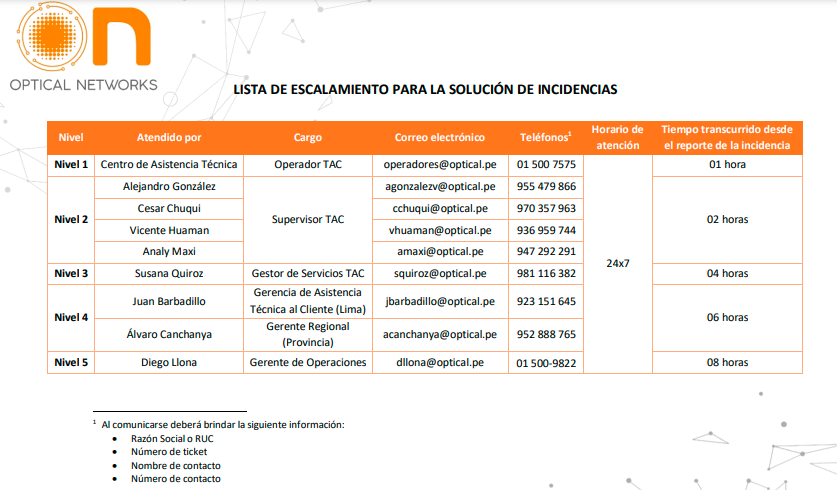 On
OPTICAL NETWORKS
LISTA DE ESCALAMIENTO PARA LA SOLUCIÓN DE INCIDENCIAS
Nivel Atendido por Cargo Correo electrónico Teléfonos¹ Horario de atención Tiempo transcurrido desde el reporte de la incidencia
Nivel 1 Centro de Asistencia Técnica Operador TAC operadores@optical.pe 01 500 7575 24x7 01 hora
Nivel 2 Alejandro González Supervisor TAC agonzalezv@optical.pe 955 479 866 02 horas
Cesar Chuqui cchuqui@optical.pe 970 357 963
Vicente Huaman vhuaman@optical.pe 936 959 744
Analy Maxi amaxi@optical.pe 947 292 291
Nivel 3 Susana Quiroz Gestor de Servicios TAC squiroz@optical.pe 981 116 382 04 horas
Nivel 4 Juan Barbadillo Gerencia de Asistencia Técnica al Cliente (Lima) jbarbadillo@optical.pe 923 151 645 06 horas
Álvaro Canchanya Gerente Regional (Provincia) acanchanya@optical.pe 952 888 765
Nivel 5 Diego Llona Gerente de Operaciones dllona@optical.pe 01 500-9822 08 horas
¹ Al comunicarse deberá brindar la siguiente información:
• Razón Social o RUC
• Número de ticket
• Nombre de contacto
• Número de contacto